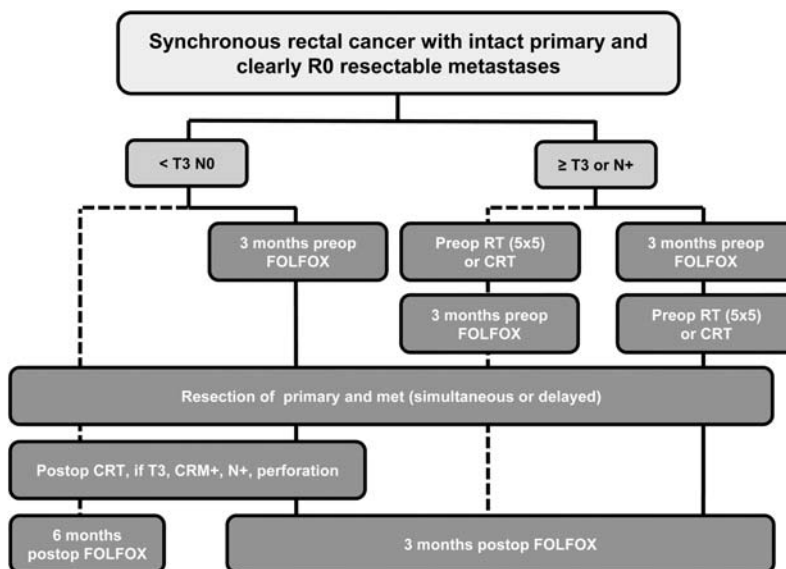 Synchronous rectal cancer with intact primary and
clearly R0 resectable metastases
< T3 N0
≥ T3 or N+
3 months preop
FOLFOX
Preop RT (5x5)
or CRT
3 months preop
FOLFOX
3 months preop
FOLFOX
Preop RT (5x5)
or CRT
Resection of primary and met (simultaneous or delayed)
Postop CRT, if T3, CRM+, N+, perforation
6 months
postop FOLFOX
3 months postop FOLFOX